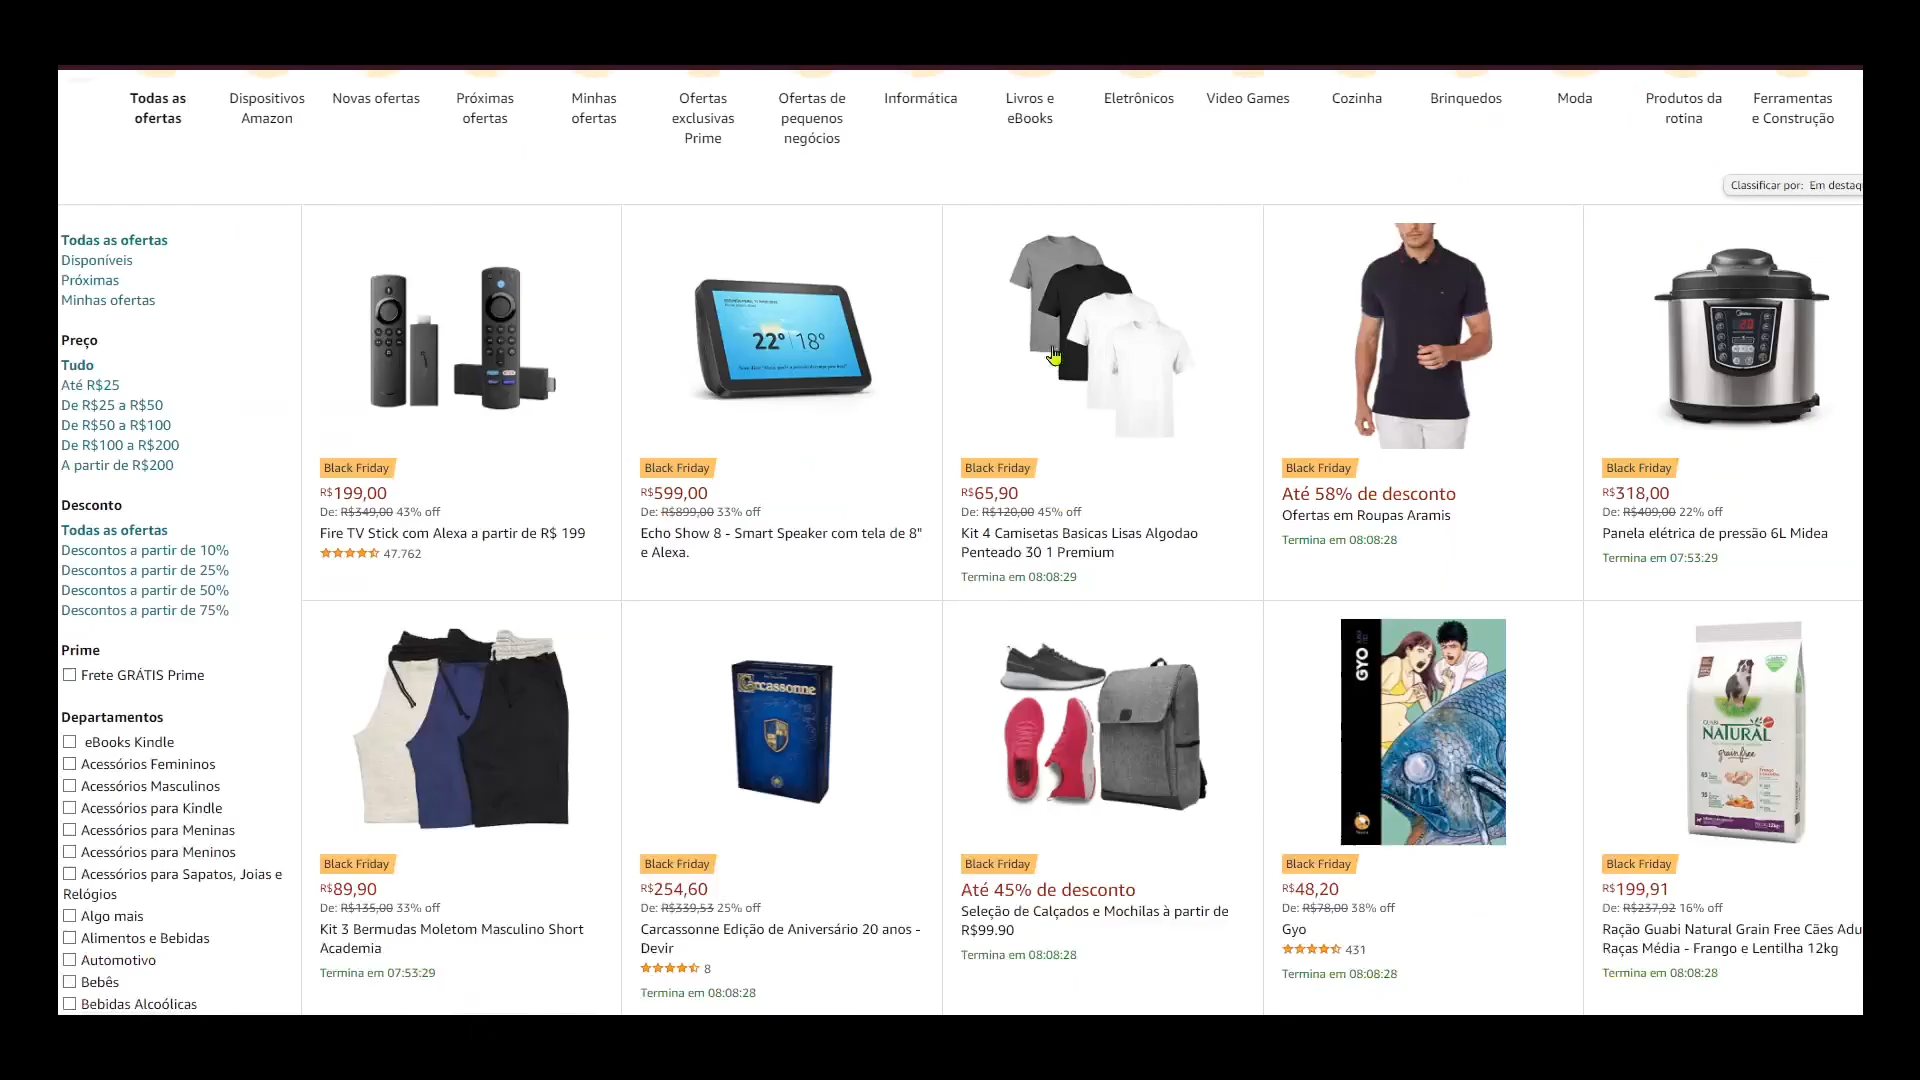 Todas as
ofertas
Dispositivos
Amazon
Novas ofertas
Próximas
ofertas
Minhas
ofertas
Ofertas
exclusivas
Prime
Ofertas de
pequenos
negócios
Informática
Livros e
eBooks
Eletrônicos
Video Games
Cozinha
Brinquedos
Moda
Produtos da
rotina
Ferramentas
e Construção
Classificar por: Em destaq
Todas as ofertas
Disponíveis
Próximas
Minhas ofertas
Preço
Tudo
Até R$25
De R$25 a R$50
De R$50 a R$100
De R$100 a R$200
A partir de R$200
Desconto
Todas as ofertas
Descontos a partir de 10%
Descontos a partir de 25%
Descontos a partir de 50%
Descontos a partir de 75%
Prime
Frete GRÁTIS Prime
Departamentos
eBooks Kindle
Acessórios Femininos
Acessórios Masculinos
Acessórios para Kindle
Acessórios para Meninas
Acessórios para Meninos
Acessórios para Sapatos, Joias e
Relógios
Algo mais
Alimentos e Bebidas
Automotivo
Bebês
Bebidas Alcoólicas
Black Friday
R$199,00
De: R$349,00 43% off
Fire TV Stick com Alexa a partir de R$ 199
47.762
22° 18°
Black Friday
R$599,00
De: R$899,00 33% off
Echo Show 8 - Smart Speaker com tela de 8"
e Alexa.
Black Friday
R$65,90
De: R$120,00 45% off
Kit 4 Camisetas Basicas Lisas Algodao
Penteado 30 1 Premium
Termina em 08:08:29
Black Friday
Até 58% de desconto
Ofertas em Roupas Aramis
Termina em 08:08:28
Black Friday
R$318,00
De: R$409,00 22% off
Panela elétrica de pressão 6L Midea
Termina em 07:53:29
Black Friday
R$89,90
De: R$135,00 33% off
Kit 3 Bermudas Moletom Masculino Short
Academia
Termina em 07:53:29
Carcassonne
Black Friday
R$254,60
De: R$339,53 25% off
Carcassonne Edição de Aniversário 20 anos -
Devir
8
Termina em 08:08:28
Black Friday
Até 45% de desconto
Seleção de Calçados e Mochilas à partir de
R$99.90
Termina em 08:08:28
GYO
Black Friday
R$48,20
De: R$78,00 38% off
Gyo
431
Termina em 08:08:28
NATURAL
grain free
Black Friday
R$199,91
De: R$237,92 16% off
Ração Guabi Natural Grain Free Cães Adu
Raças Média - Frango e Lentilha 12kg
Termina em 08:08:28